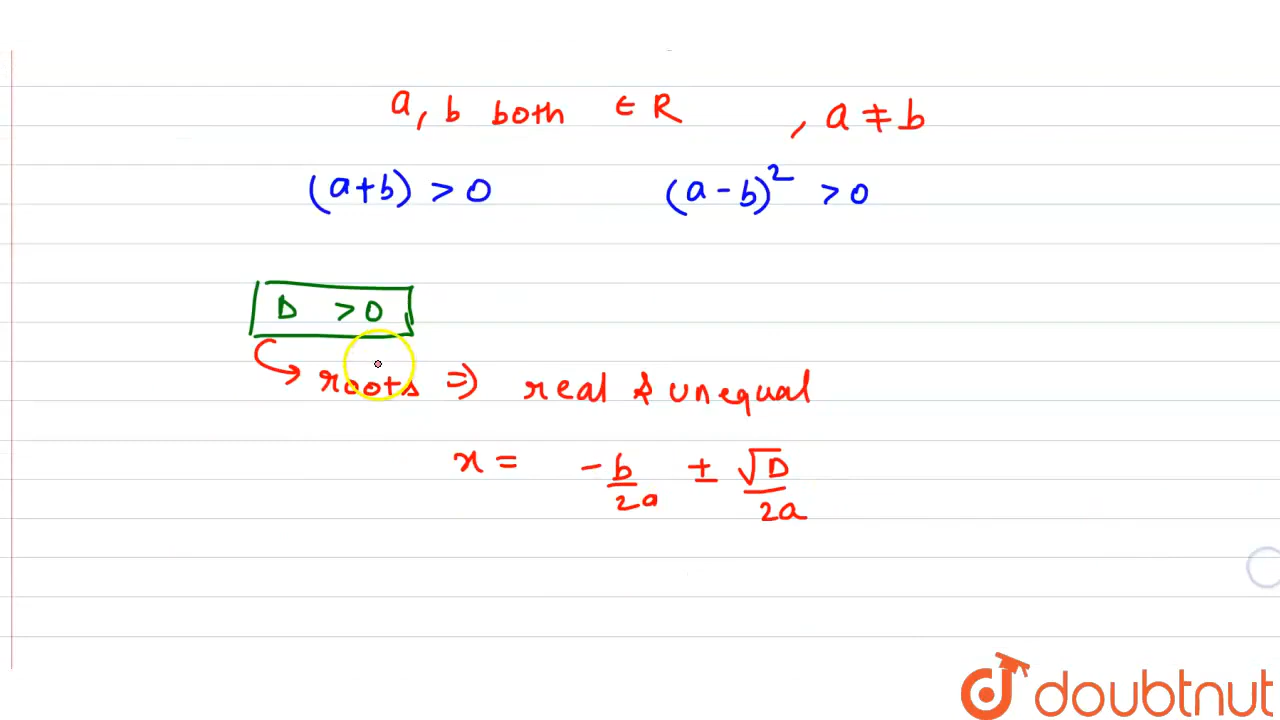 a, b both ∈ R , a ≠ b
(a+b) > 0 (a-b)² > 0
D > 0
roots ⇒ real & unequal
x = -b/2a ± √D/2a
doubtnut